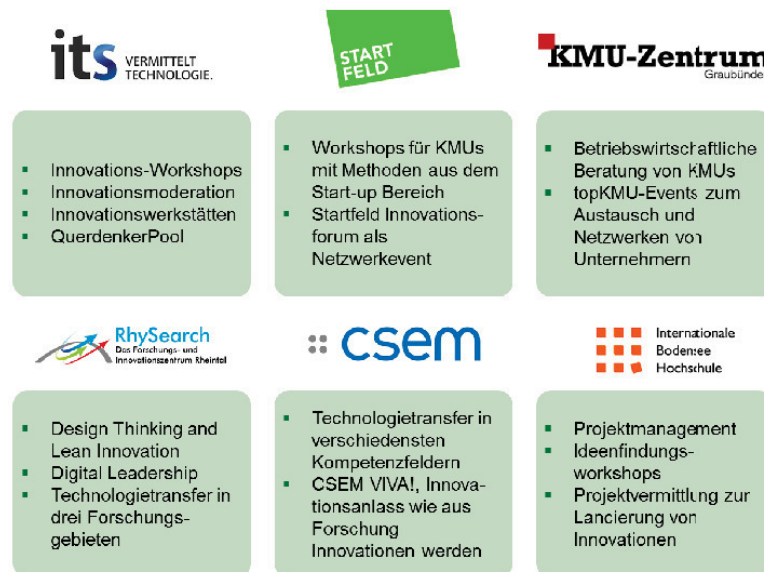 its VERMITTELT
TECHNOLOGIE.
START
FELD
KMU-Zentrum
Graubünden
Innovations-Workshops
Innovationsmoderation
Innovationswerkstätten
QuerdenkerPool
Workshops für KMUs
mit Methoden aus dem
Start-up Bereich
Startfeld Innovations-
forum als
Netzwerkevent
Betriebswirtschaftliche
Beratung von KMUs
topKMU-Events zum
Austausch und
Netzwerken von
Unternehmern
RhySearch
Das Forschungs- und
Innovationszentrum Rheintal
csem
Internationale
Bodensee
Hochschule
Design Thinking and
Lean Innovation
Digital Leadership
Technologietransfer in
drei Forschungs-
gebieten
Technologietransfer in
verschiedensten
Kompetenzfeldern
CSEM VIVA!, Innova-
tionsanlass wie aus
Forschung
Innovationen werden
Projektmanagement
Ideenfindungs-
workshops
Projektvermittlung zur
Lancierung von
Innovationen